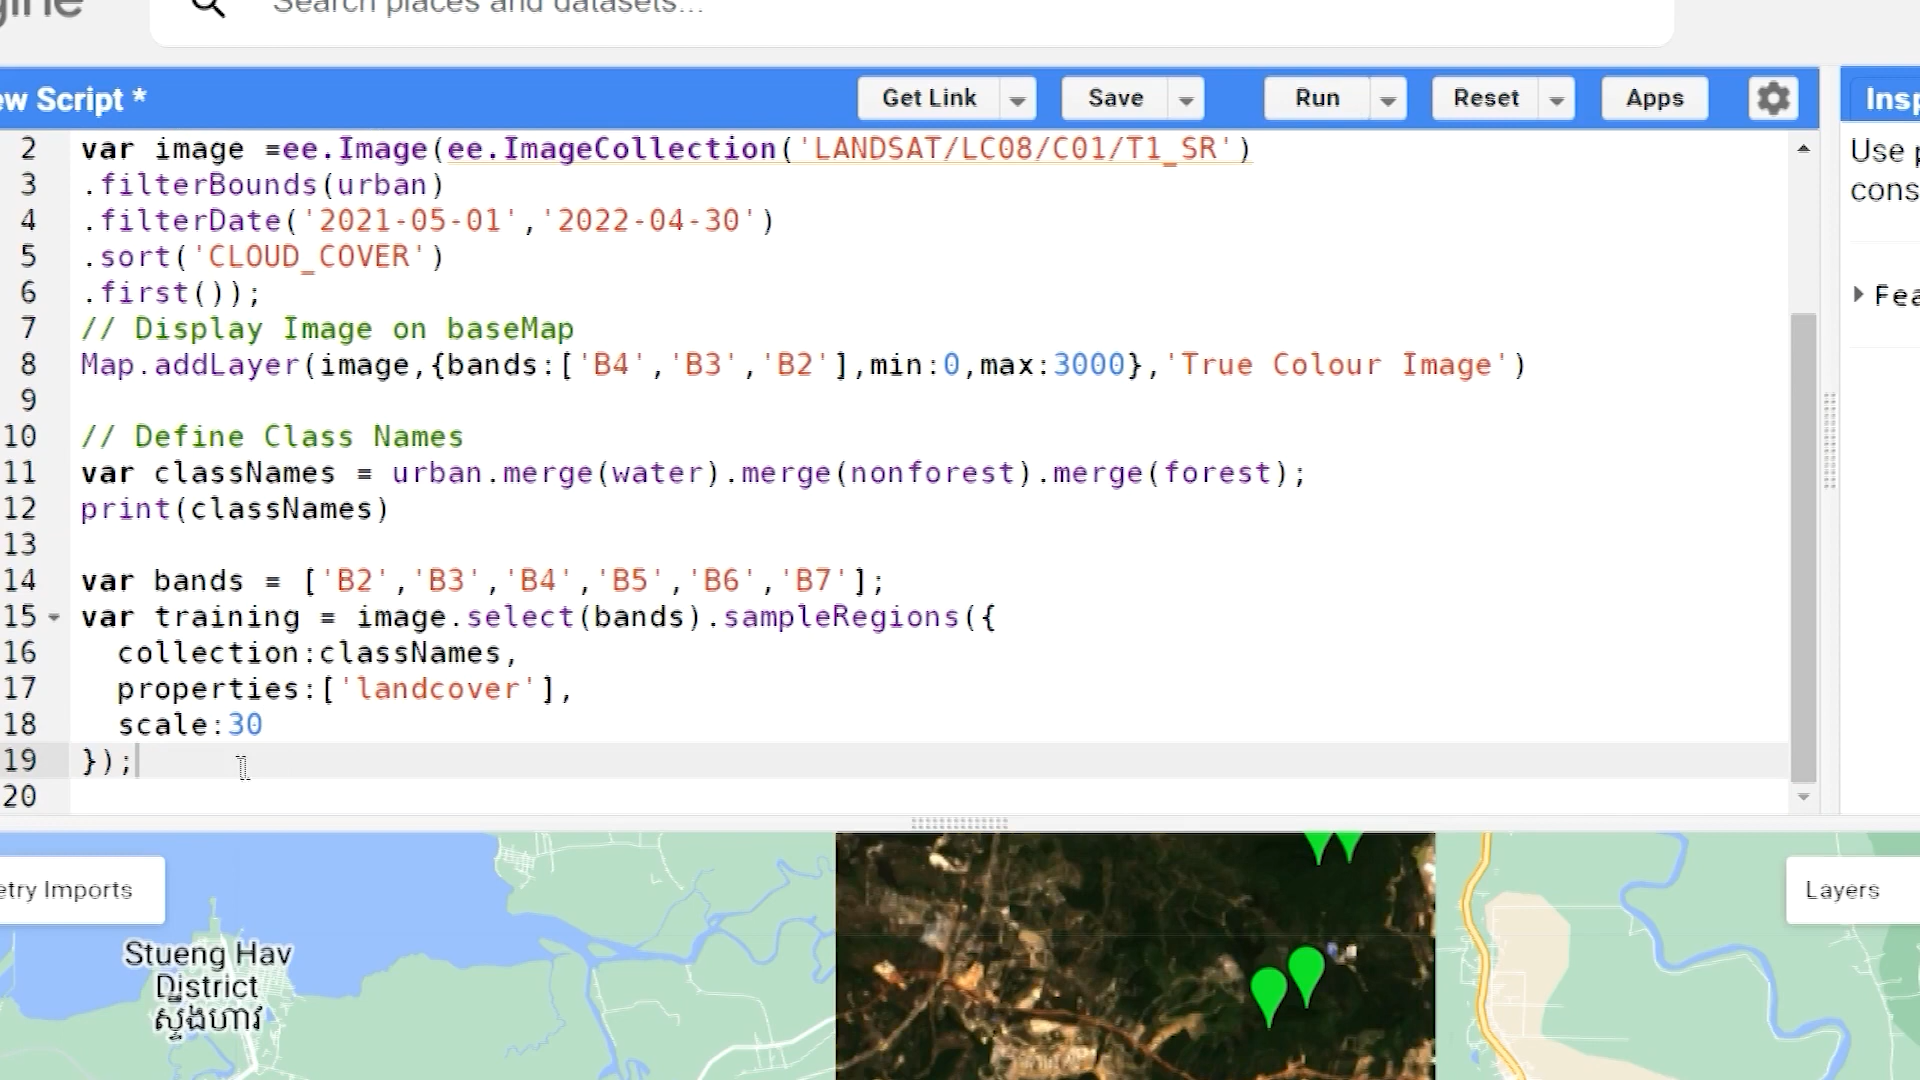 Search places and datasets...
ew Script *
Get Link
Save
Run
Reset
Apps
2 var image =ee.Image(ee.ImageCollection('LANDSAT/LC08/C01/T1_SR')
3 .filterBounds(urban)
4 .filterDate('2021-05-01','2022-04-30')
5 .sort('CLOUD_COVER')
6 .first());
7 // Display Image on baseMap
8 Map.addLayer(image,{bands:['B4','B3','B2'],min:0,max:3000},'True Colour Image')
9
10 // Define Class Names
11 var classNames = urban.merge(water).merge(nonforest).merge(forest);
12 print(classNames)
13
14 var bands = ['B2','B3','B4','B5','B6','B7'];
15 var training = image.select(bands).sampleRegions({
16 collection:classNames,
17 properties:['landcover'],
18 scale:30
19 });
20
Insp
Use p
cons
Fea
etry Imports
Layers
Stueng Hav
District
ស្ទឹងហាវ